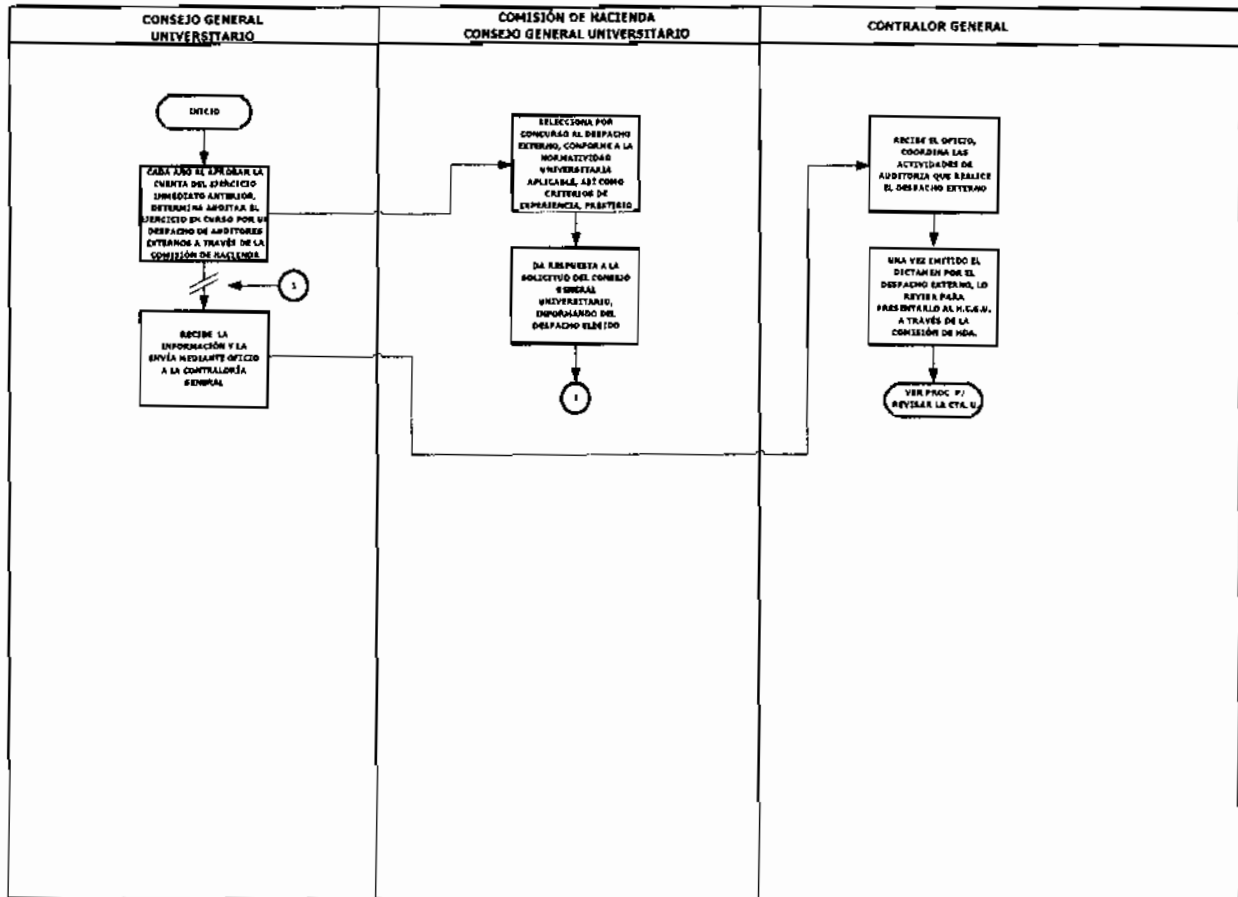 CONSEJO GENERAL
UNIVERSITARIO
COMISIÓN DE HACIENDA
CONSEJO GENERAL UNIVERSITARIO
CONTRALOR GENERAL
INICIO
CADA AÑO AL APROBAR LA
CUENTA DEL EJERCICIO
INMEDIATO ANTERIOR,
DETERMINA AUDITAR EL
EJERCICIO EN CURSO POR UN
DESPACHO DE AUDITORES
EXTERNOS A TRAVÉS DE LA
COMISIÓN DE HACIENDA
1
RECIBE LA
INFORMACIÓN Y LA
ENVÍA MEDIANTE OFICIO
A LA CONTRALORÍA
GENERAL
SELECCIONA POR
CONCURSO AL DESPACHO
EXTERNO, CONFORME A LA
NORMATIVIDAD
UNIVERSITARIA
APLICABLE, ASÍ COMO
CRITERIOS DE
EXPERIENCIA, PRESTIGIO
DA RESPUESTA A LA
SOLICITUD DEL CONSEJO
GENERAL
UNIVERSITARIO,
INFORMANDO DEL
DESPACHO ELEGIDO
1
RECIBE EL OFICIO,
COORDINA LAS
ACTIVIDADES DE
AUDITORIA QUE REALICE
EL DESPACHO EXTERNO
UNA VEZ EMITIDO EL
DICTAMEN POR EL
DESPACHO EXTERNO, LO
REVISA PARA
PRESENTARLO AL H.C.G.U.
A TRAVÉS DE LA
COMISIÓN DE HDA.
VER PROC. P/
REVISAR LA CTA. U.